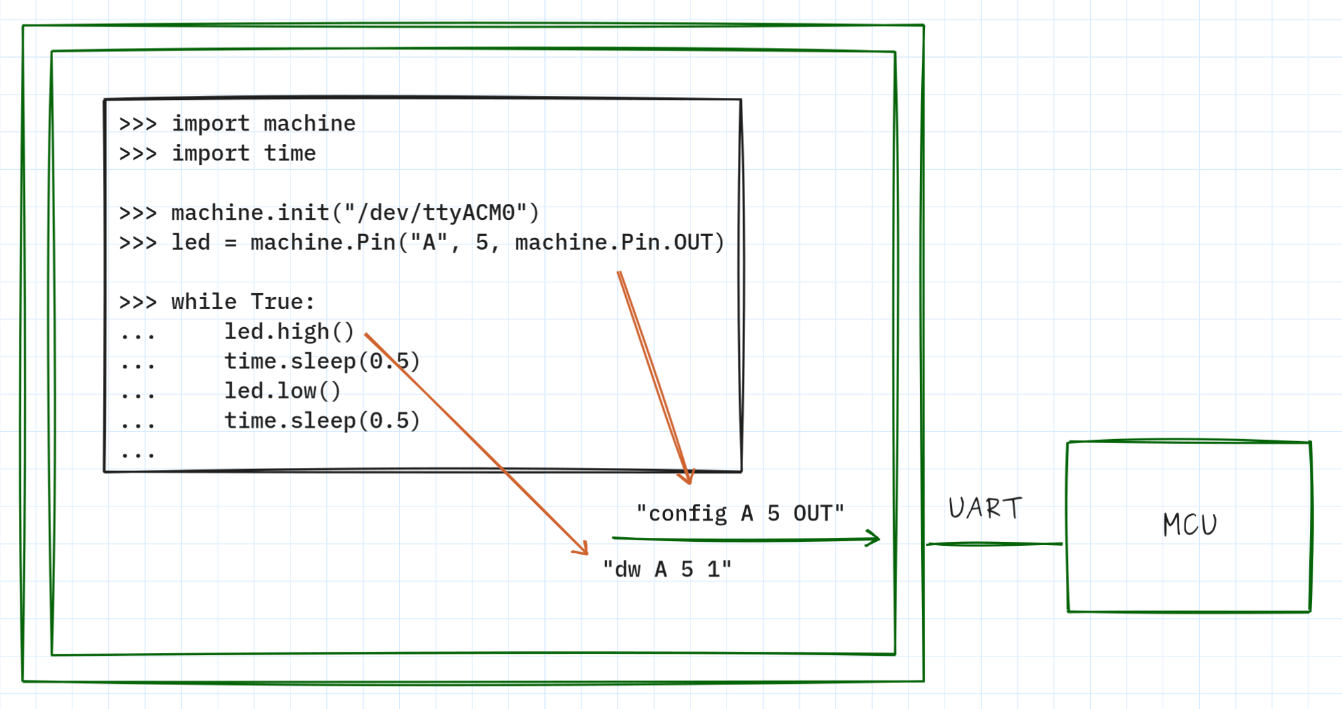 >>> import machine
>>> import time
>>> machine.init("/dev/ttyACM0")
>>> led = machine.Pin("A", 5, machine.Pin.OUT)
>>> while True:
...     led.high()
...     time.sleep(0.5)
...     led.low()
...     time.sleep(0.5)
...
"config A 5 OUT"
"dw A 5 1"
UART
MCU